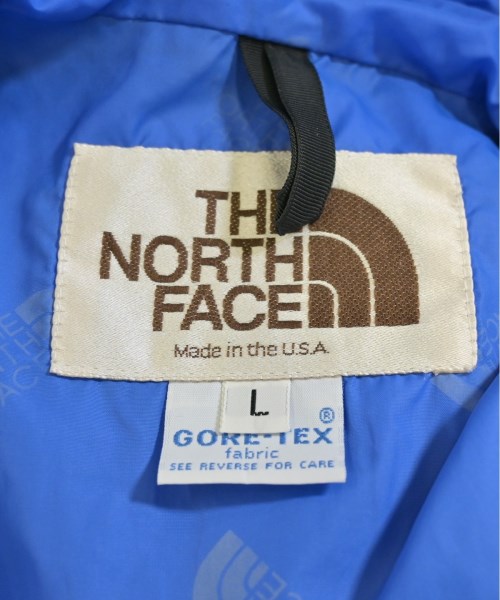 THE
NORTH
FACE
Made in the U.S.A.
L
GORE-TEX®
fabric
SEE REVERSE FOR CARE